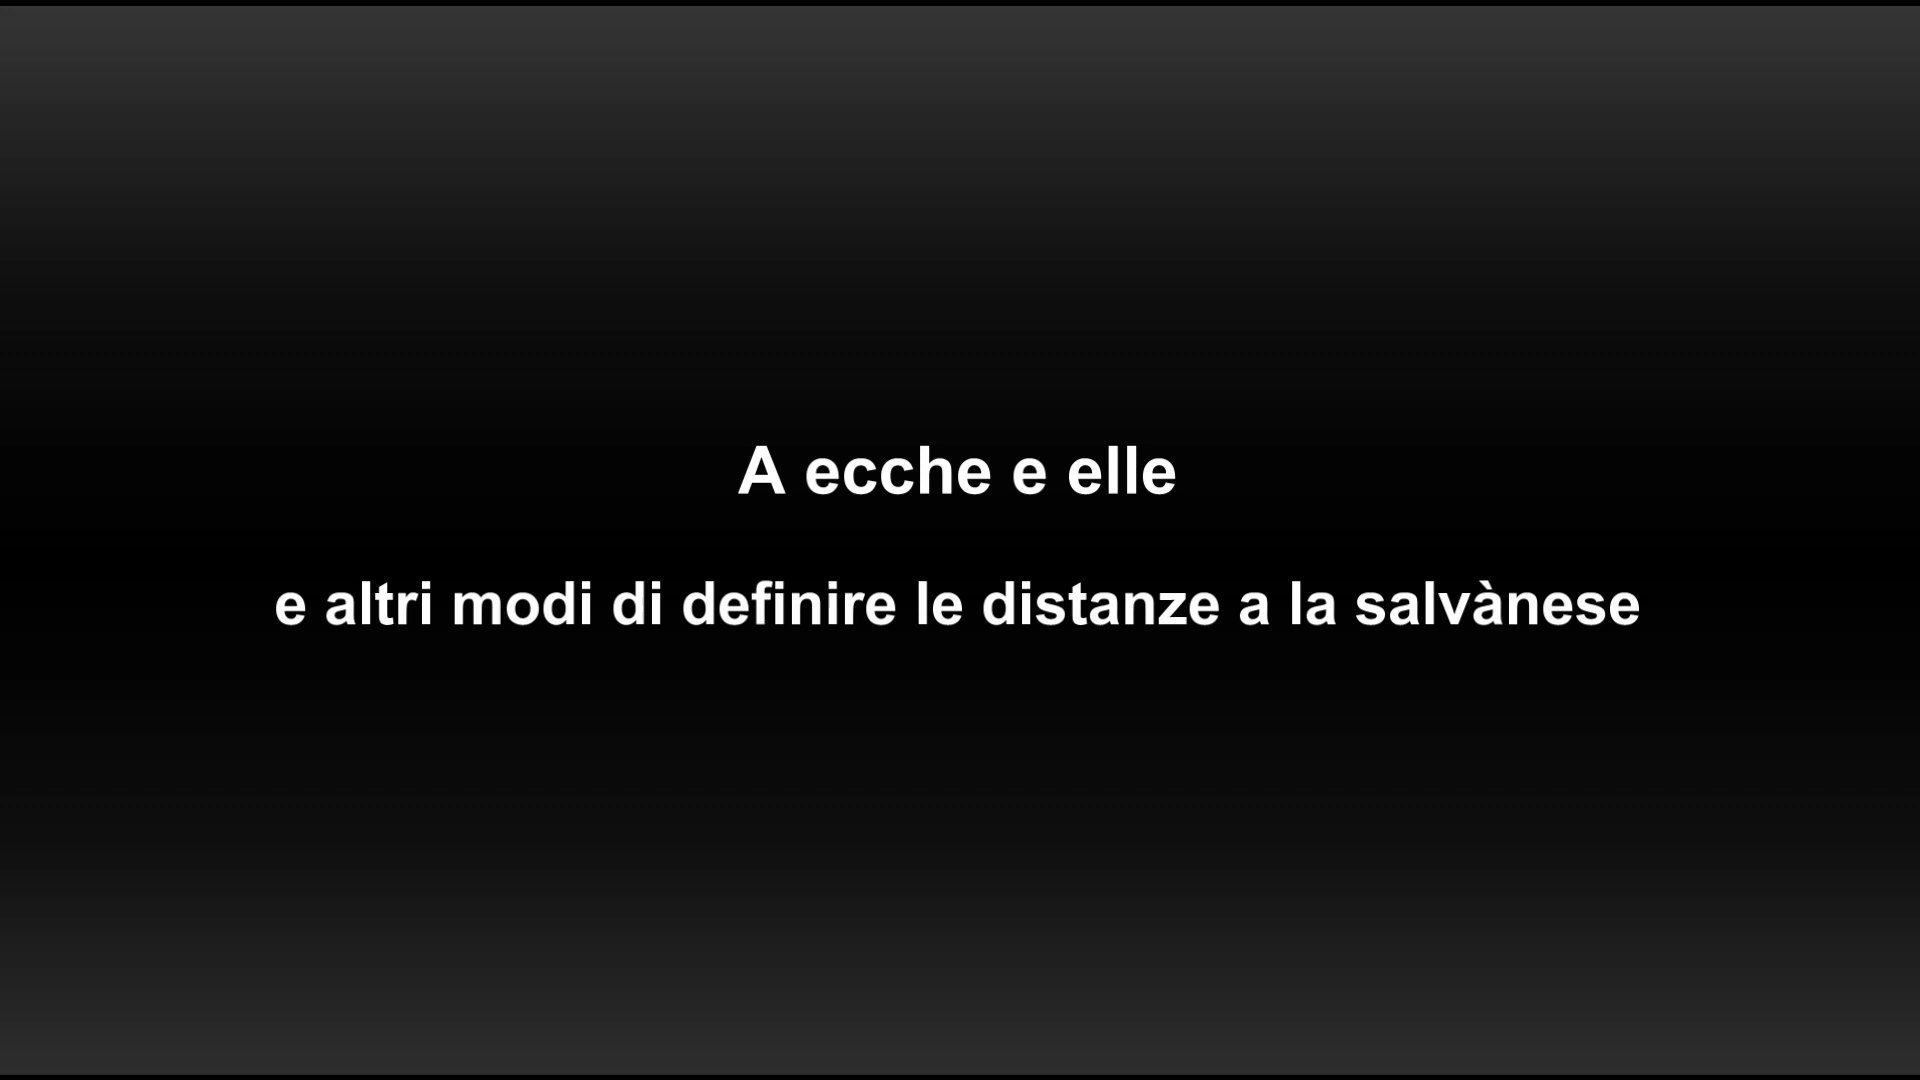 A ecche e elle
e altri modi di definire le distanze a la salvànese